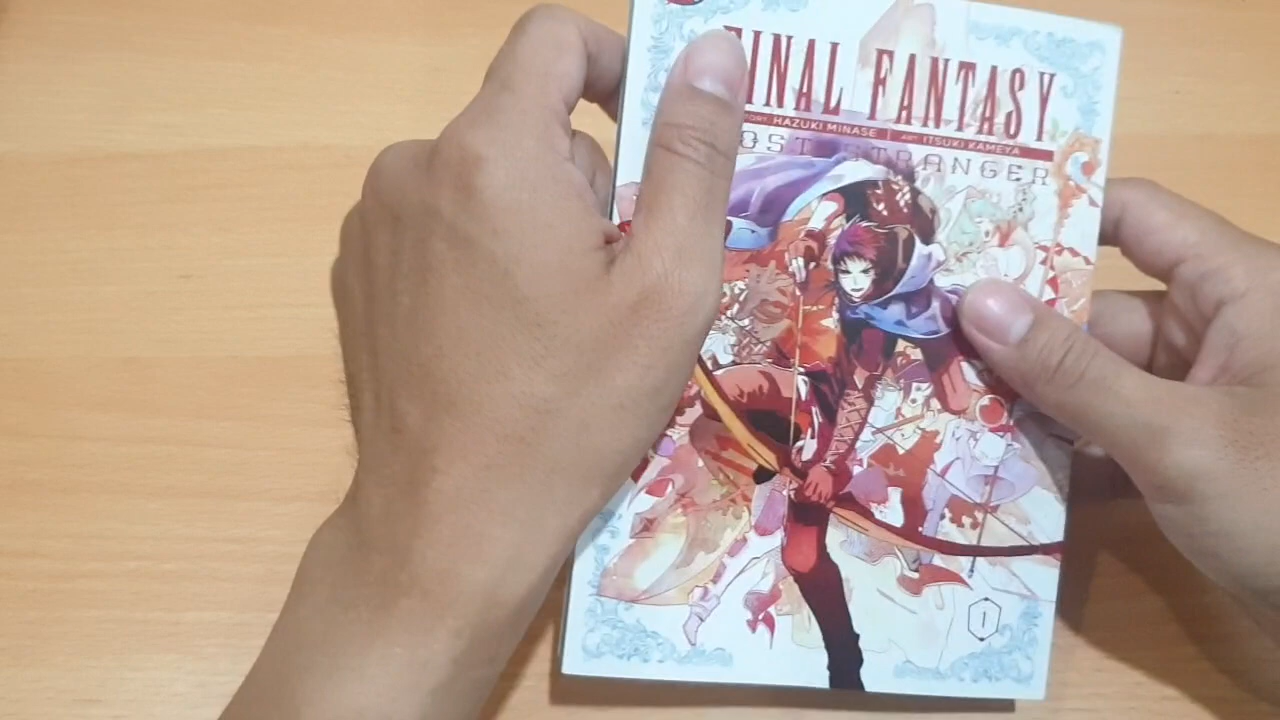 FINAL FANTASY
STORY: HAZUKI MINASE | ART: ITSUKI KAMEYA
LOST STRANGER
1